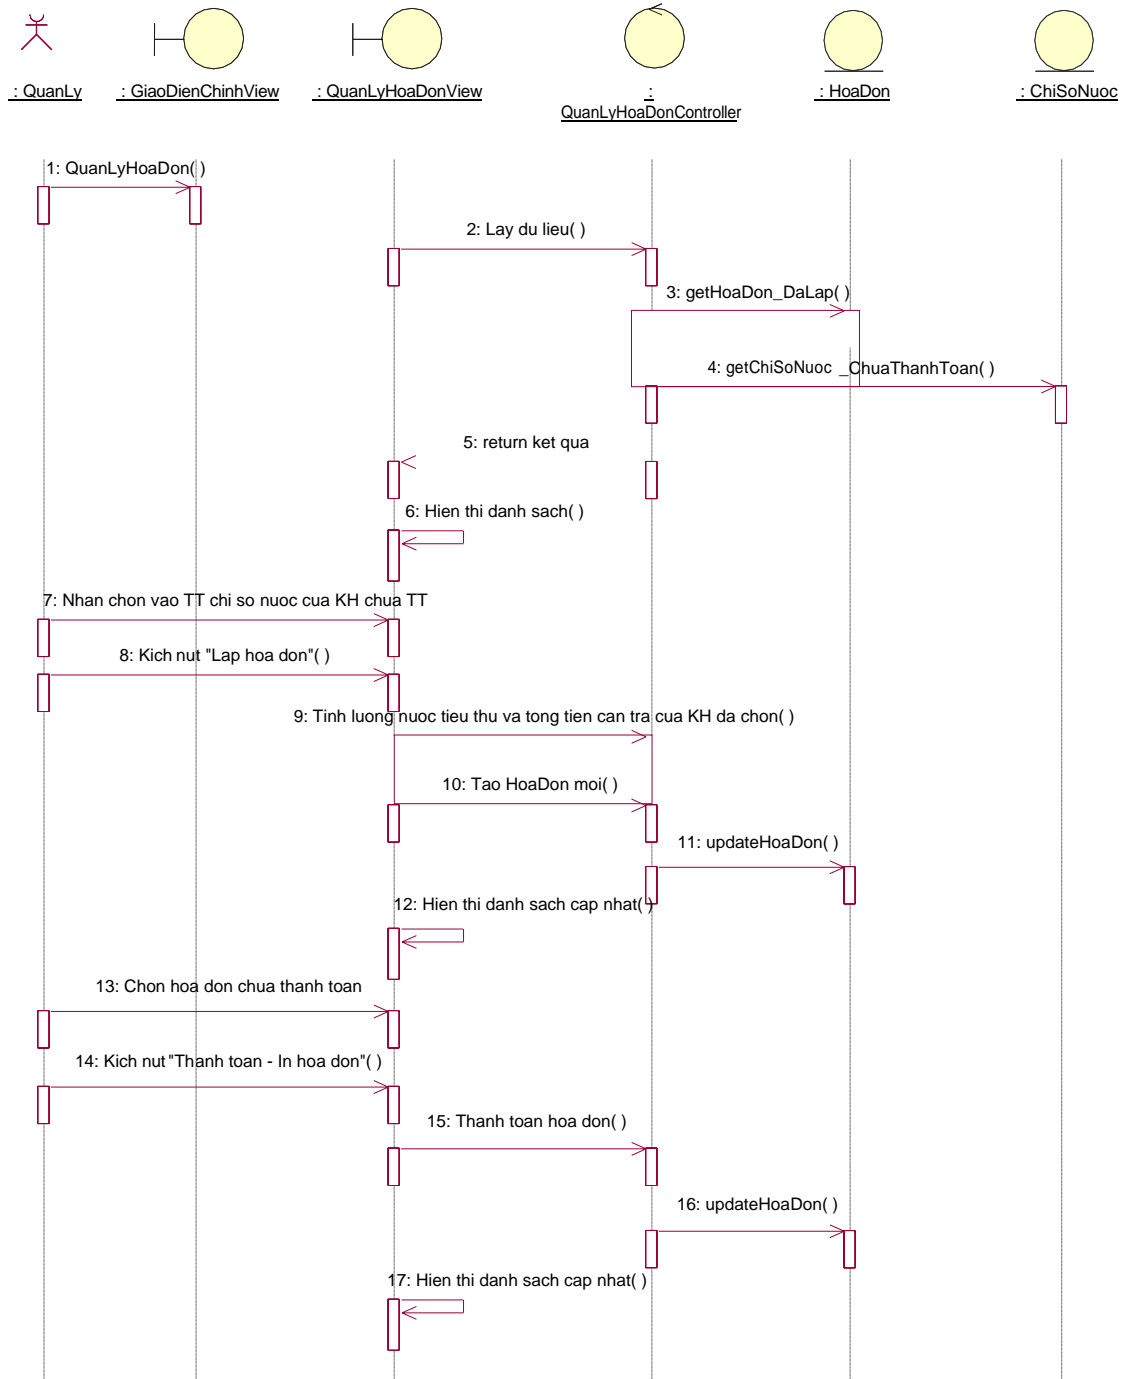 : QuanLy
: GiaoDienChinhView
: QuanLyHoaDonView
:
QuanLyHoaDonController
: HoaDon
: ChiSoNuoc
1: QuanLyHoaDon( )
2: Lay du lieu( )
3: getHoaDon_DaLap( )
4: getChiSoNuoc _ChuaThanhToan( )
5: return ket qua
6: Hien thi danh sach( )
7: Nhan chon vao TT chi so nuoc cua KH chua TT
8: Kich nut "Lap hoa don"( )
9: Tinh luong nuoc tieu thu va tong tien can tra cua KH da chon( )
10: Tao HoaDon moi( )
11: updateHoaDon( )
12: Hien thi danh sach cap nhat( )
13: Chon hoa don chua thanh toan
14: Kich nut "Thanh toan - In hoa don"( )
15: Thanh toan hoa don( )
16: updateHoaDon( )
17: Hien thi danh sach cap nhat( )